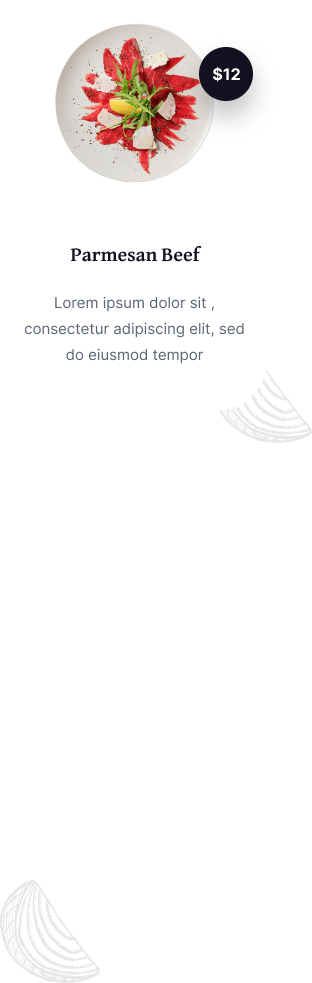 $12
Parmesan Beef
Lorem ipsum dolor sit ,
consectetur adipiscing elit, sed
do eiusmod tempor